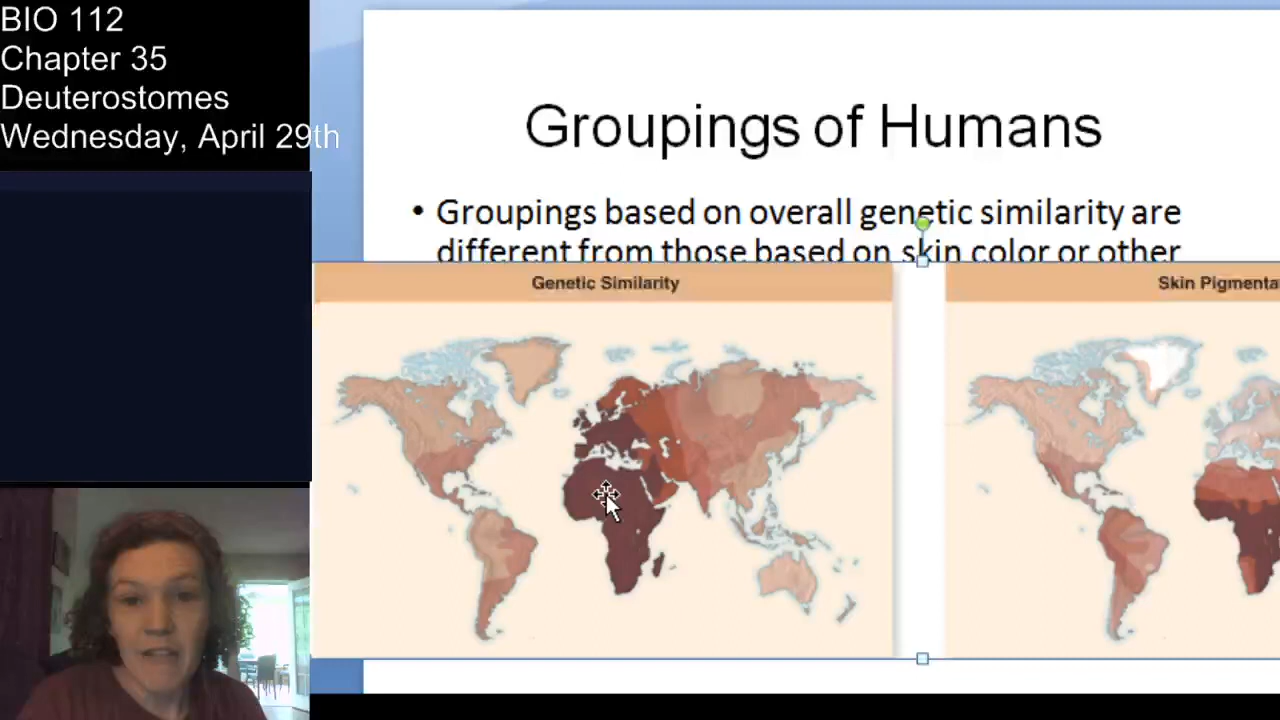 BIO 112
Chapter 35
Deuterostomes
Wednesday, April 29th
Groupings of Humans
• Groupings based on overall genetic similarity are
different from those based on skin color or other
Genetic Similarity
Skin Pigmenta